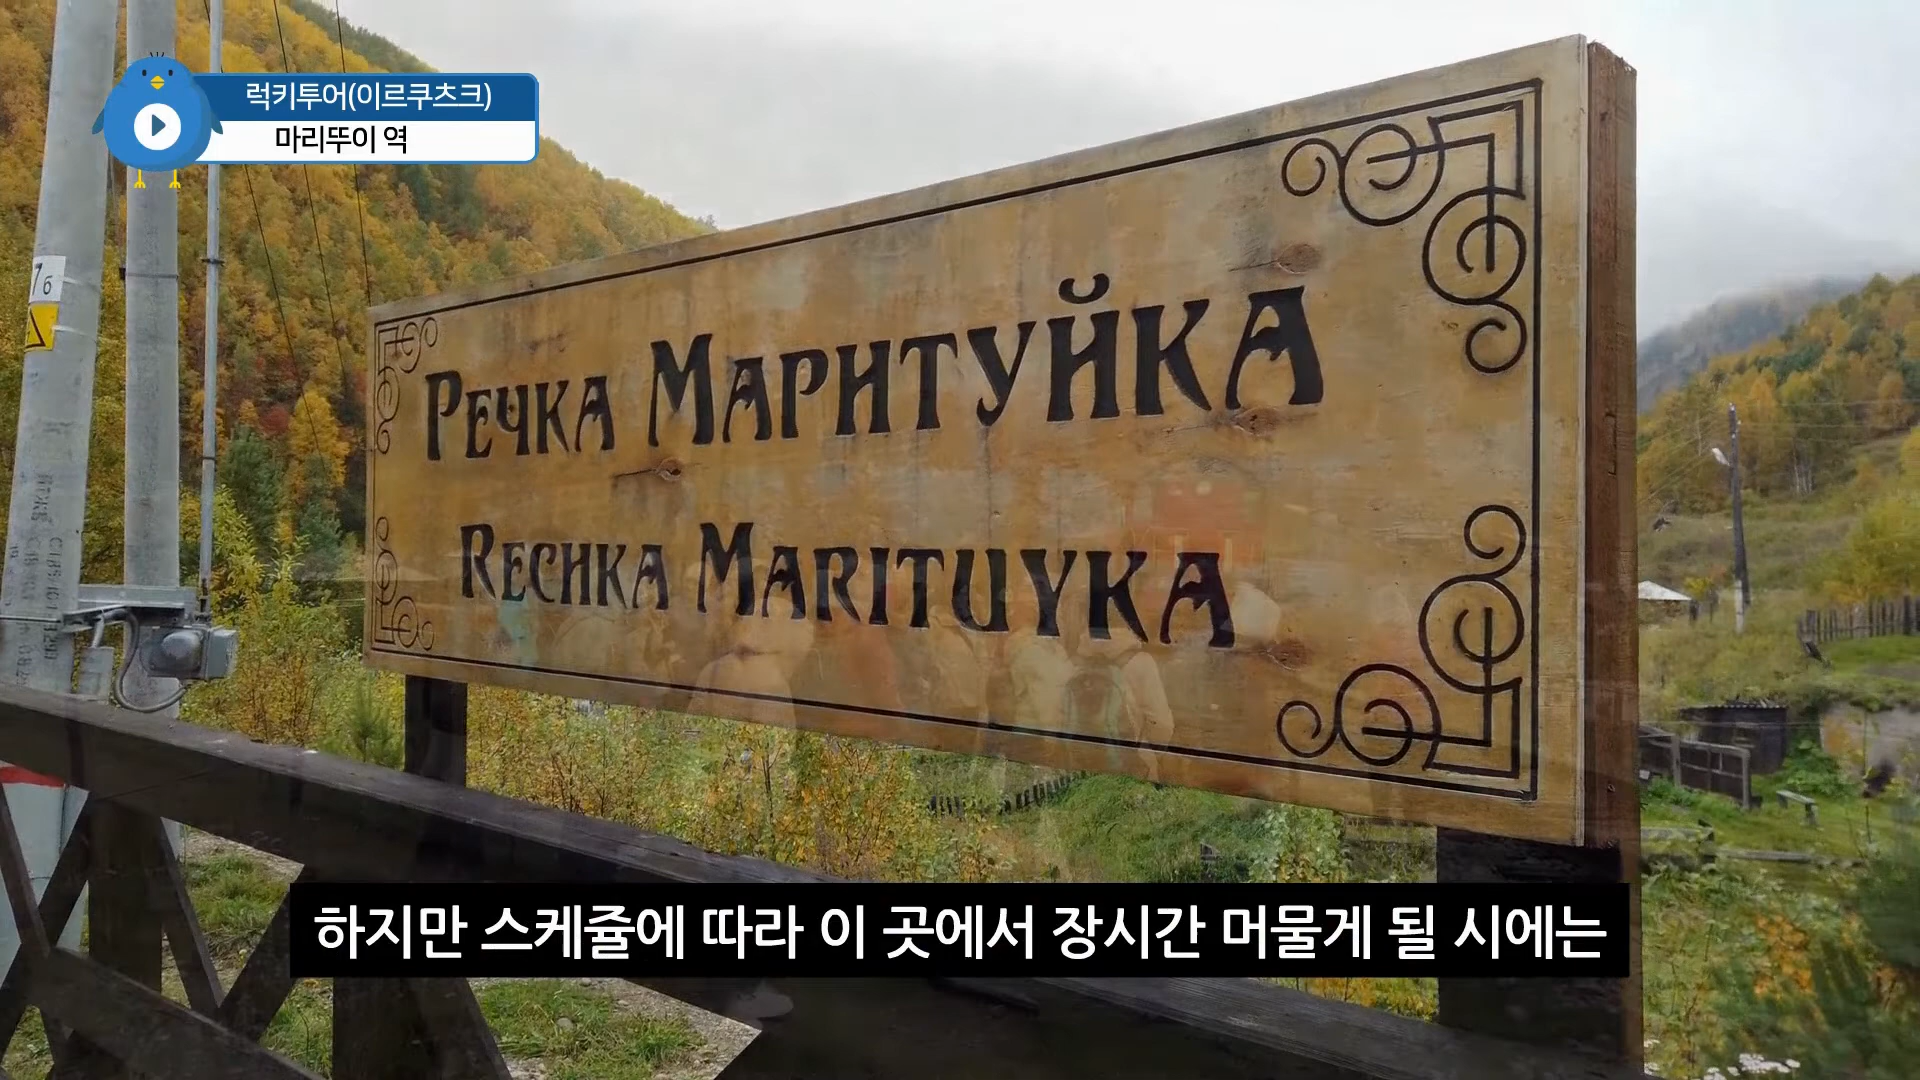 럭키투어(이르쿠츠크)
마리뚜이 역
7б
Речка Маритуйка
Rechka Marituyka
하지만 스케쥴에 따라 이 곳에서 장시간 머물게 될 시에는